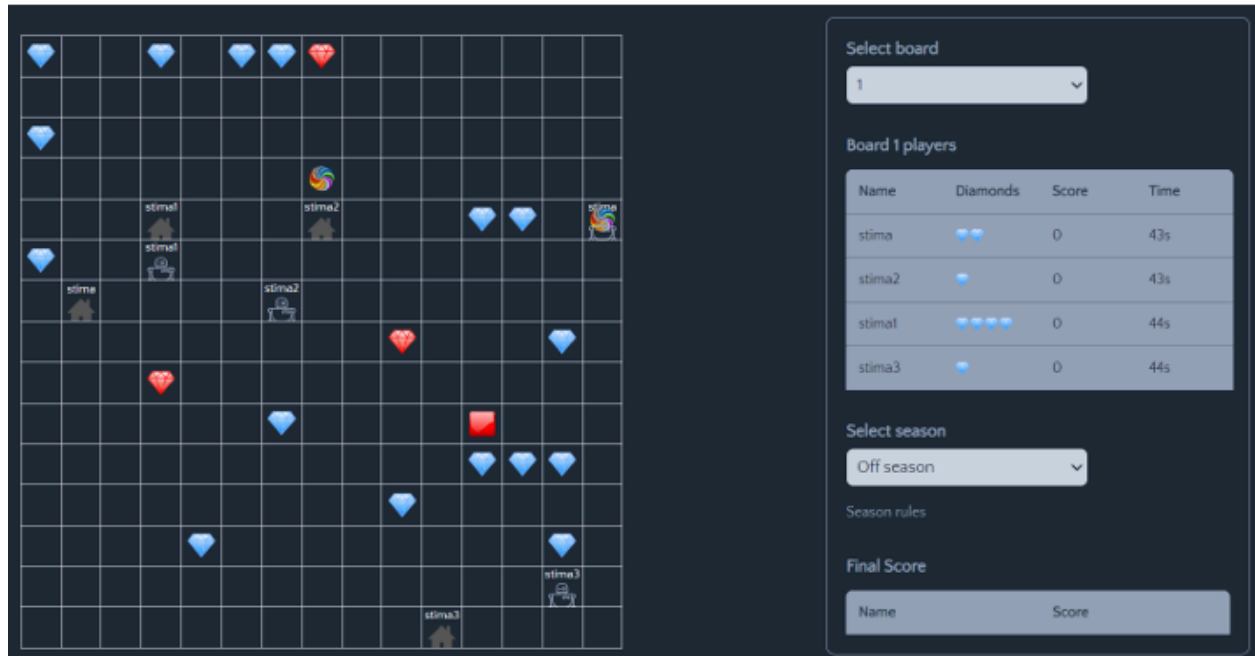 Select board
1
Board 1 players
Name Diamonds Score Time
stima 0 43s
stima2 0 43s
stima1 0 44s
stima3 0 44s
Select season
Off season
Season rules
Final Score
Name Score
stima1 stima2 stima
stima1
stima stima2
stima3
stima3